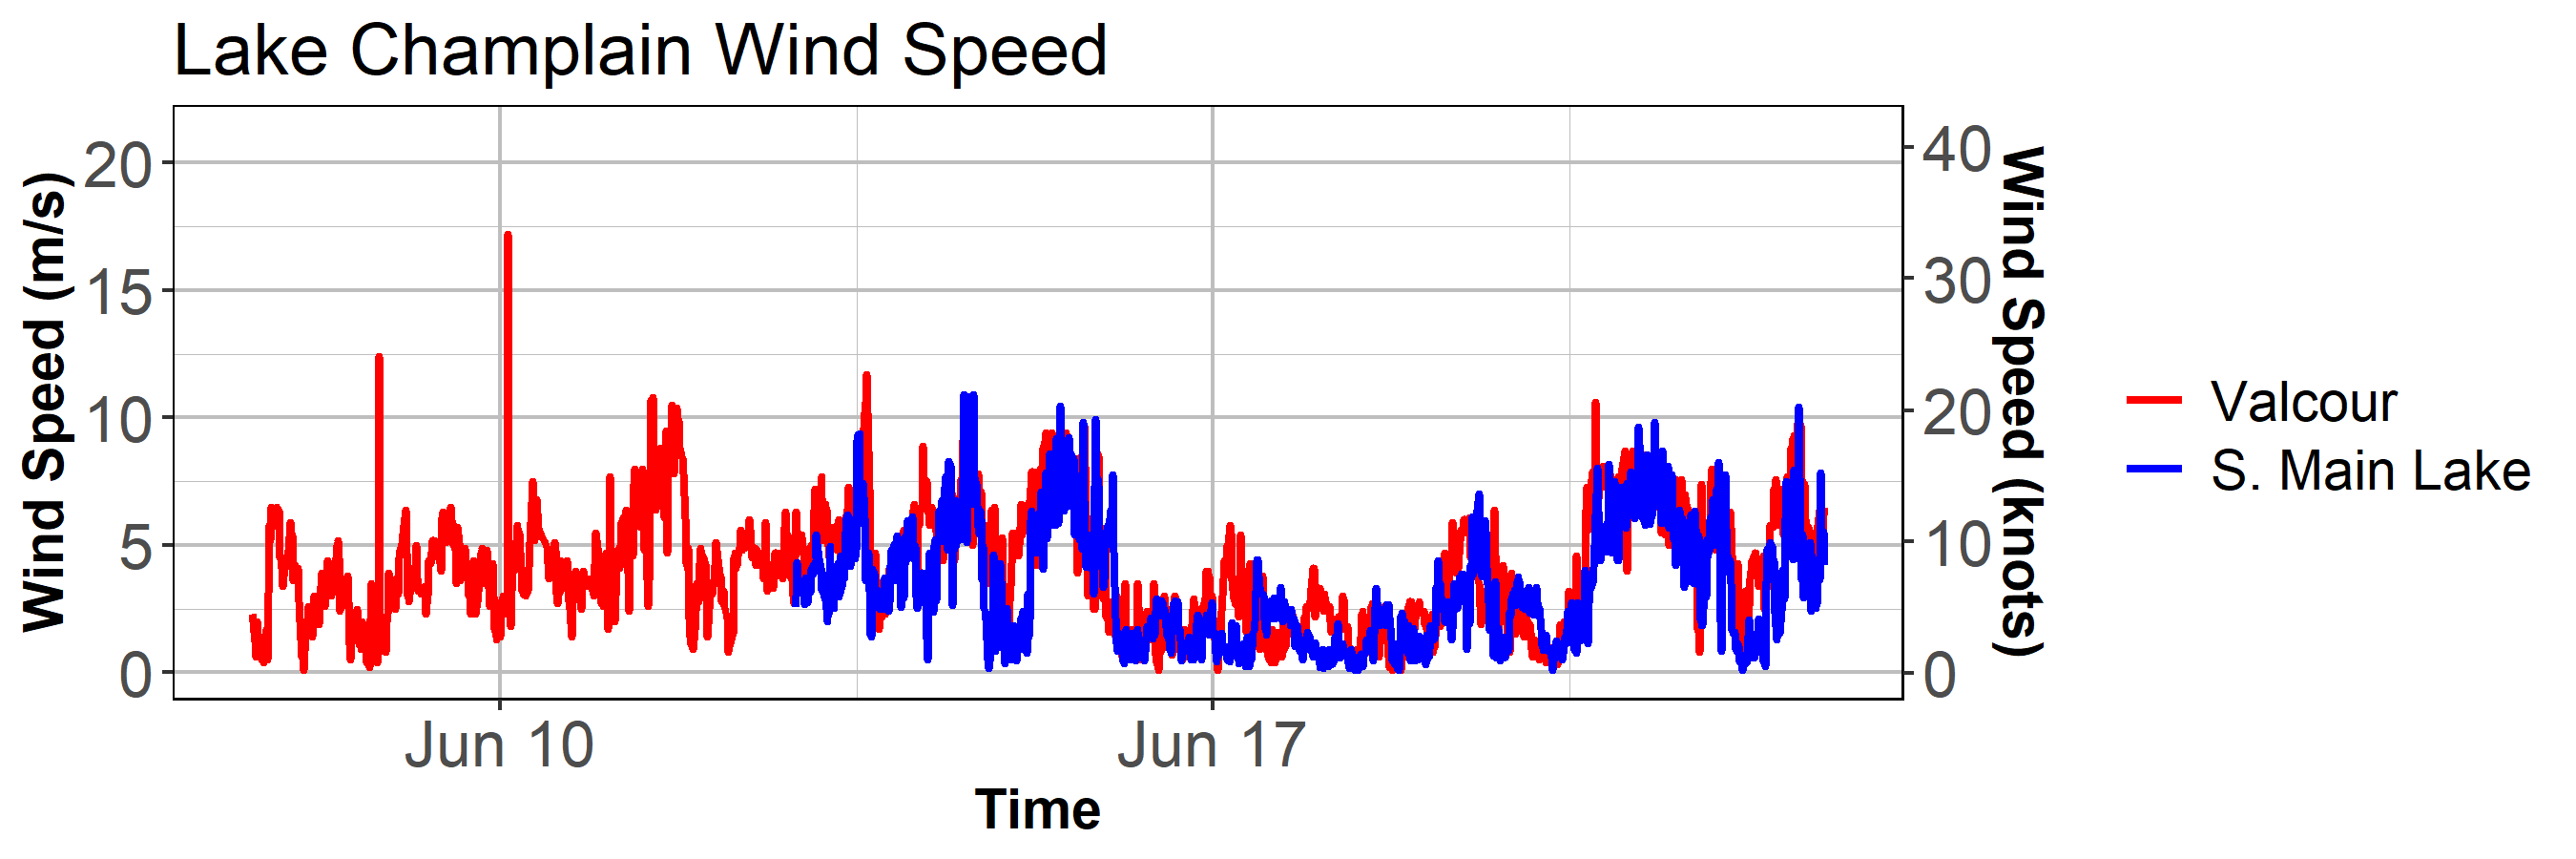 Lake Champlain Wind Speed
Wind Speed (m/s)
20
15
10
5
0
40
30
20
10
0
Wind Speed (knots)
Jun 10
Jun 17
Time
Valcour
S. Main Lake